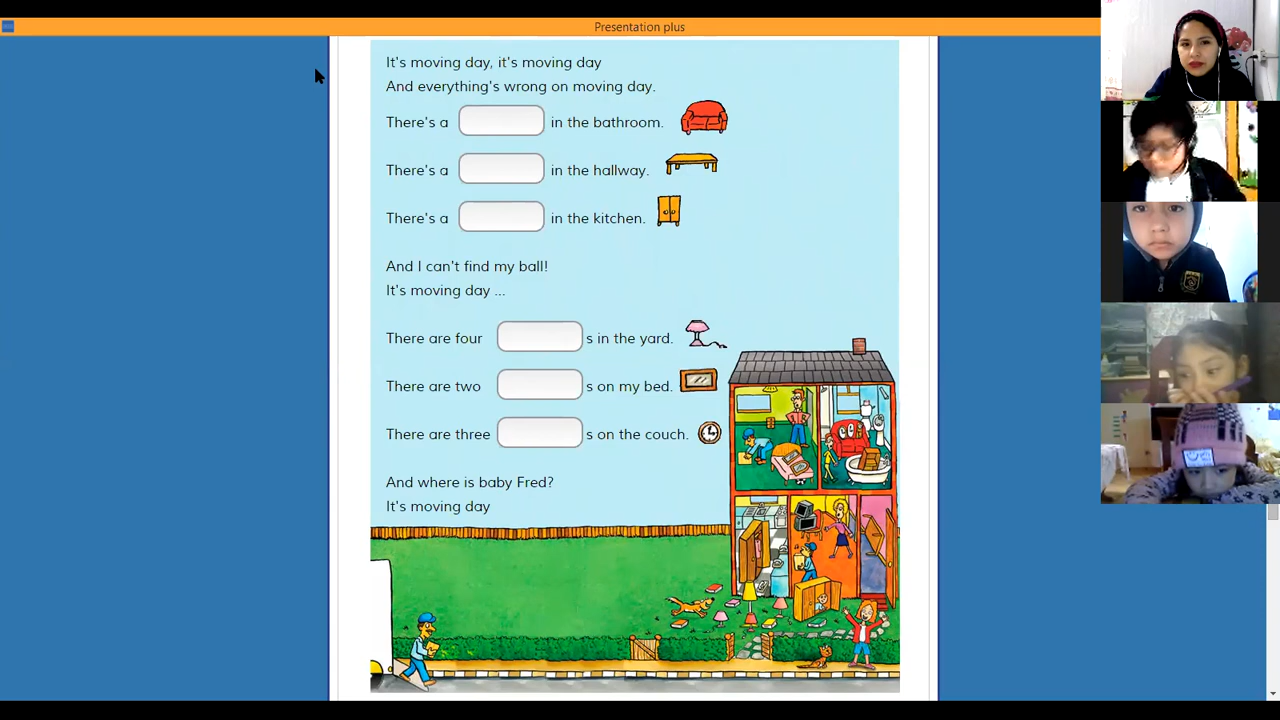 Presentation plus
It's moving day, it's moving day
And everything's wrong on moving day.
There's a in the bathroom.
There's a in the hallway.
There's a in the kitchen.
And I can't find my ball!
It's moving day ...
There are four s in the yard.
There are two s on my bed.
There are three s on the couch.
And where is baby Fred?
It's moving day